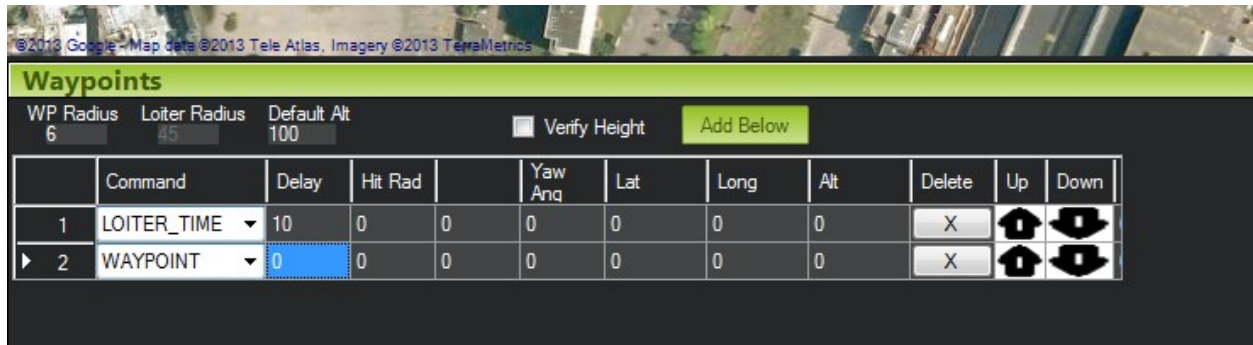 ©2013 Google - Map data ©2013 Tele Atlas, Imagery ©2013 TerraMetrics
Waypoints
WP Radius Loiter Radius Default Alt
6 45 100 Verify Height Add Below
Command Delay Hit Rad Yaw Ang Lat Long Alt Delete Up Down
1 LOITER_TIME 10 0 0 0 0 0 0 X
2 WAYPOINT 0 0 0 0 0 0 0 X